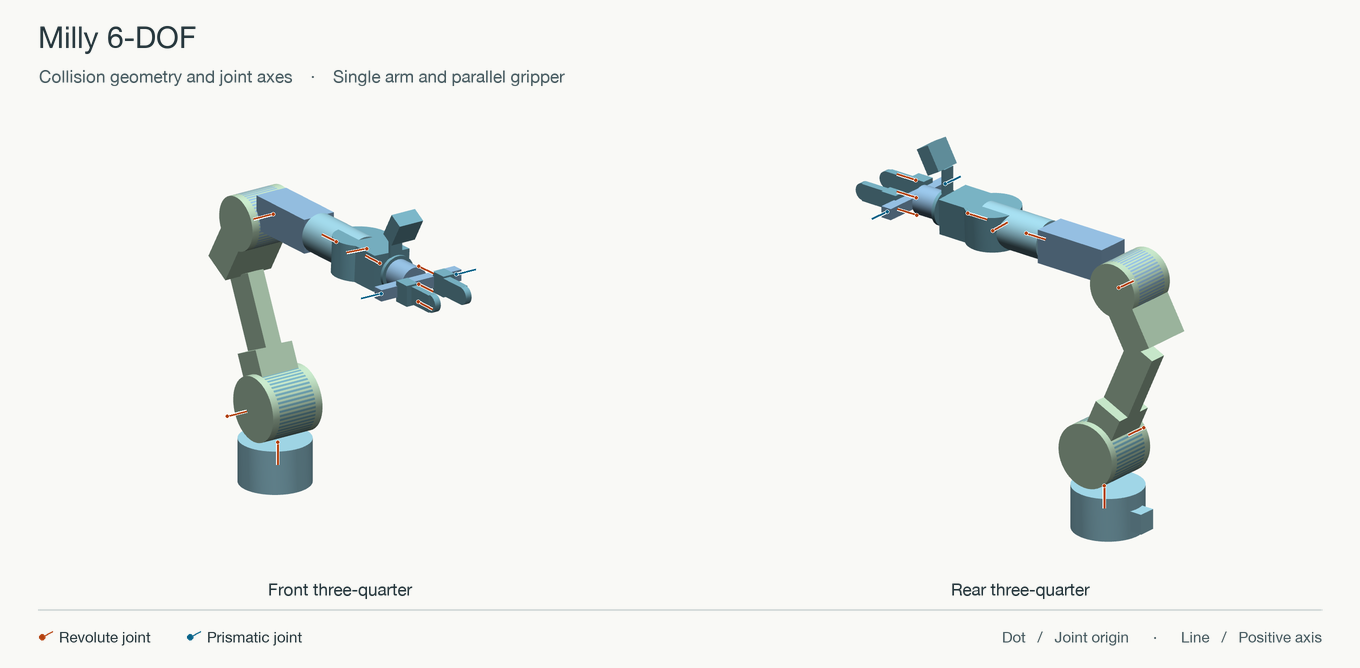 Milly 6-DOF
Collision geometry and joint axes · Single arm and parallel gripper
Front three-quarter
Rear three-quarter
Revolute joint
Prismatic joint
Dot / Joint origin · Line / Positive axis